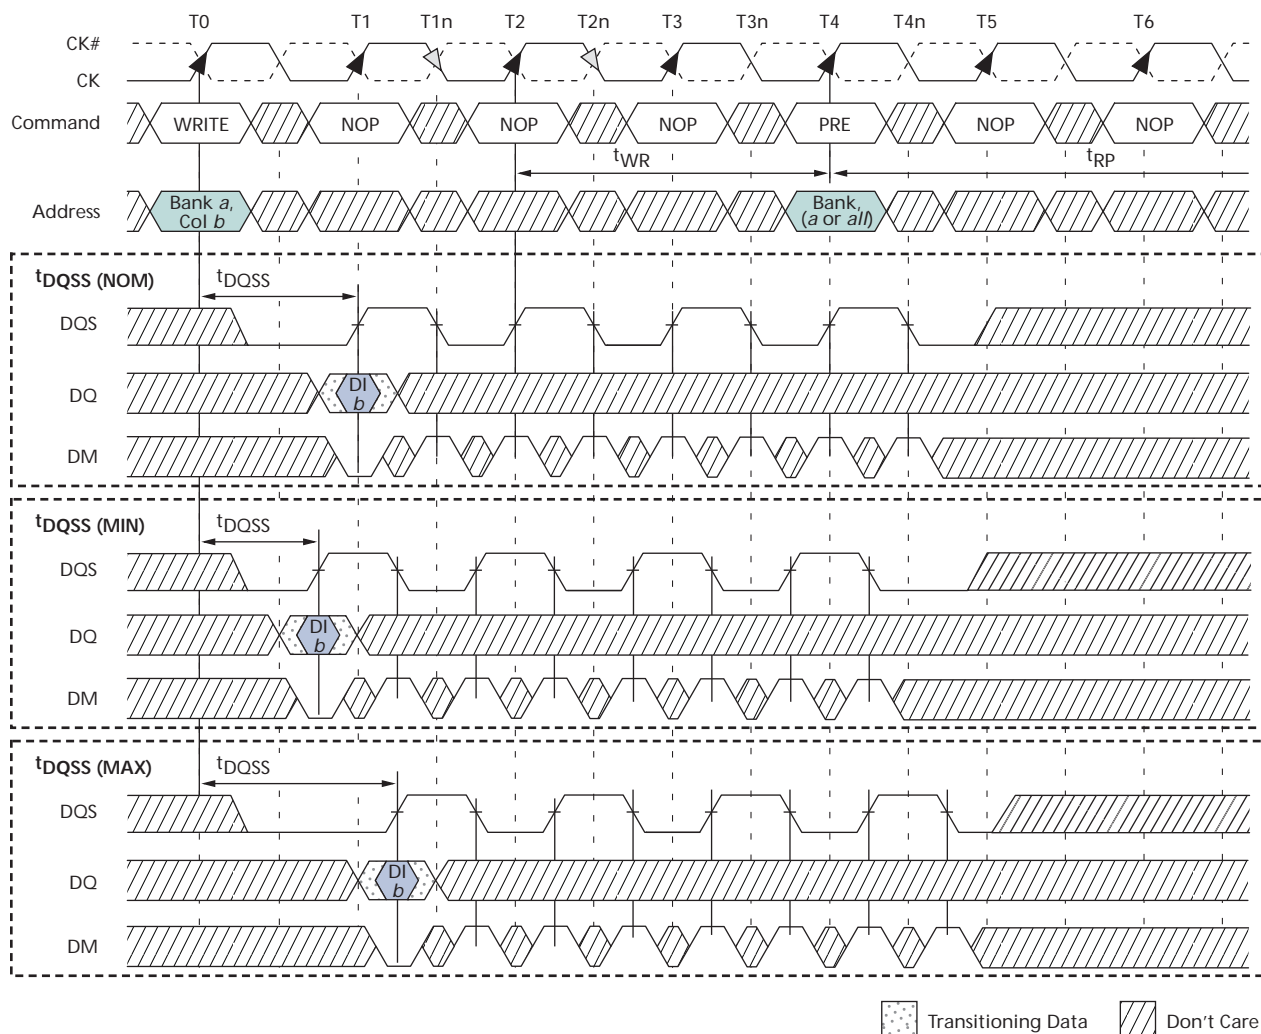 T0 T1 T1n T2 T2n T3 T3n T4 T4n T5 T6
CK#
CK
Command WRITE NOP NOP NOP PRE NOP NOP
tWR tRP
Address Bank a, Col b Bank, (a or all)
tDQSS (NOM) tDQSS
DQS
DQ DI b
DM
tDQSS (MIN) tDQSS
DQS
DQ DI b
DM
tDQSS (MAX) tDQSS
DQS
DQ DI b
DM
Transitioning Data Don't Care